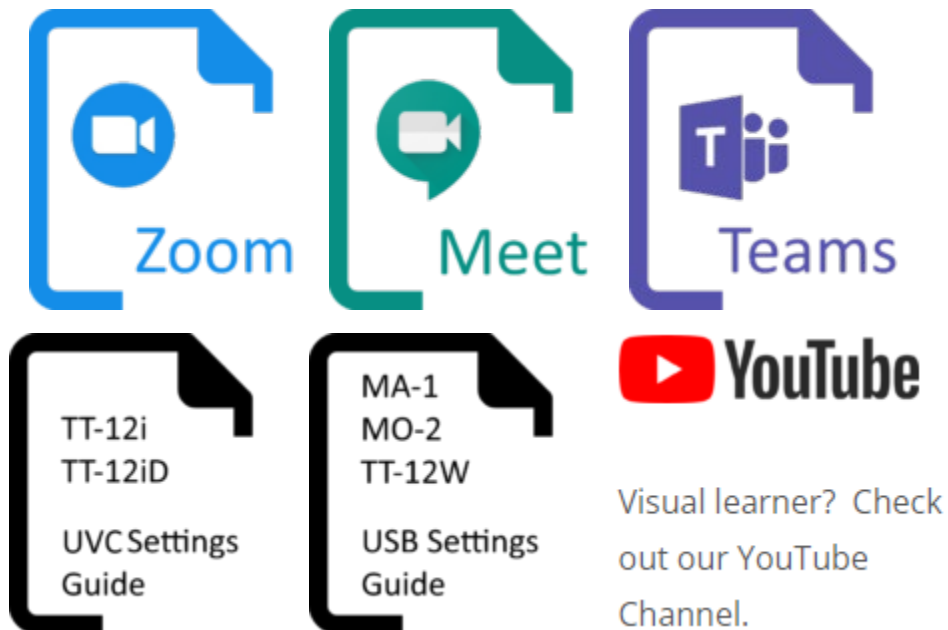 Zoom
Meet
T
Teams
TT-12i
TT-12iD
UVC Settings
Guide
MA-1
MO-2
TT-12W
USB Settings
Guide
YouTube
Visual learner? Check
out our YouTube
Channel.